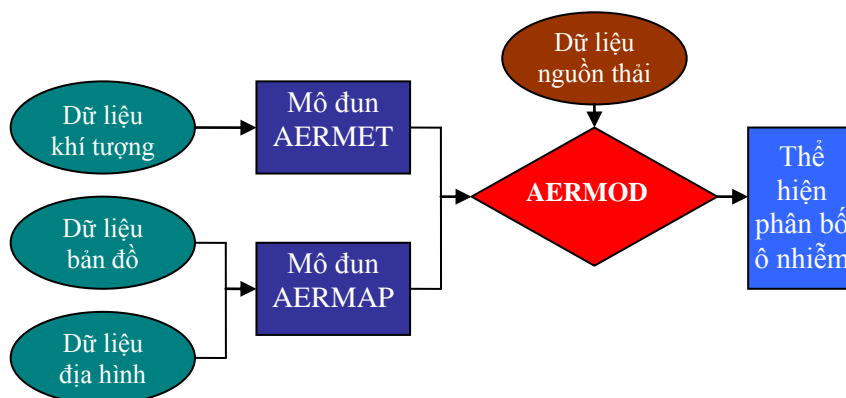 Dữ liệu
nguồn thải
Dữ liệu
khí tượng
Mô đun
AERMET
Dữ liệu
bản đồ
Mô đun
AERMAP
Dữ liệu
địa hình
AERMOD
Thể
hiện
phân bố
ô nhiễm